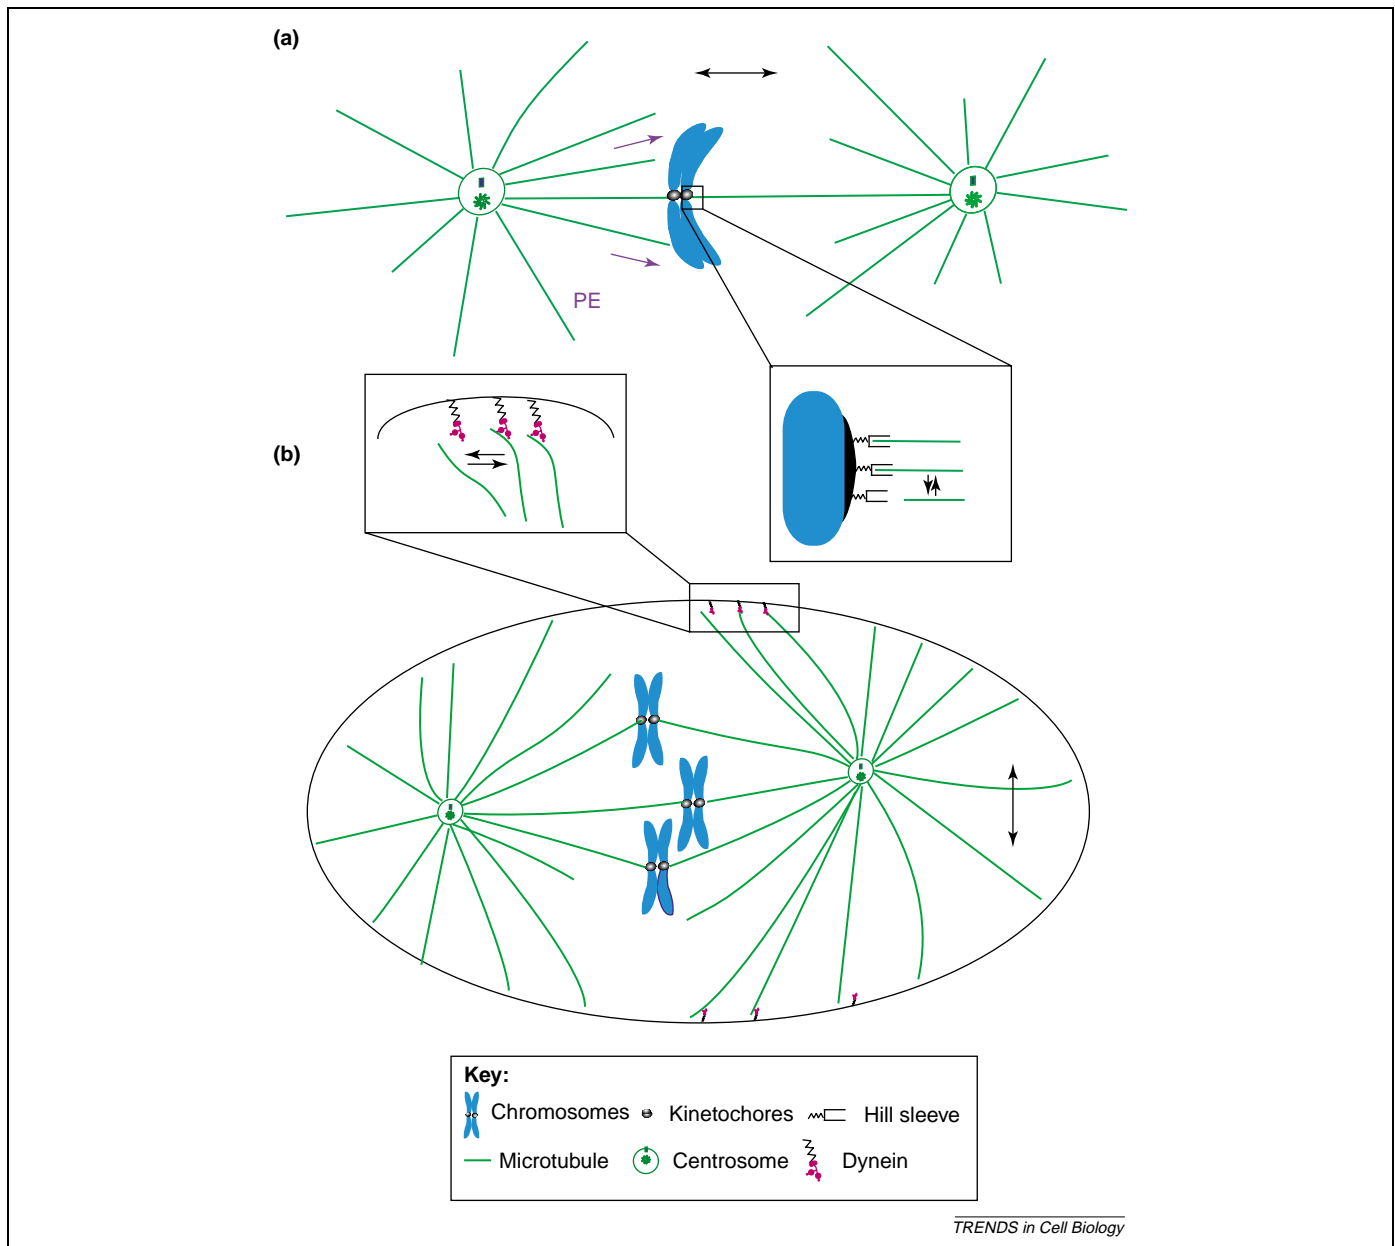 (a)
PE
(b)
Key:
Chromosomes Kinetochores Hill sleeve
Microtubule Centrosome Dynein
TRENDS in Cell Biology